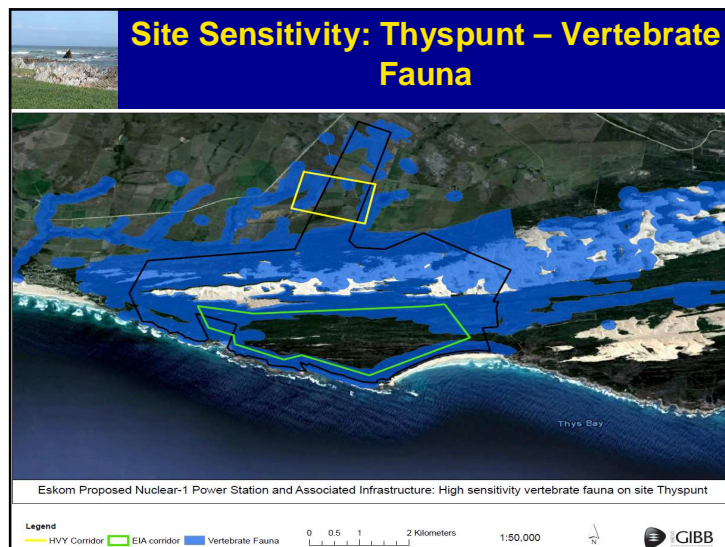 Site Sensitivity: Thyspunt – Vertebrate
Fauna
Thys Bay
Eskom Proposed Nuclear-1 Power Station and Associated Infrastructure: High sensitivity vertebrate fauna on site Thyspunt
Legend
HVY Corridor EIA corridor Vertebrate Fauna
0 0.5 1 2 Kilometers
1:50,000
N
GIBB